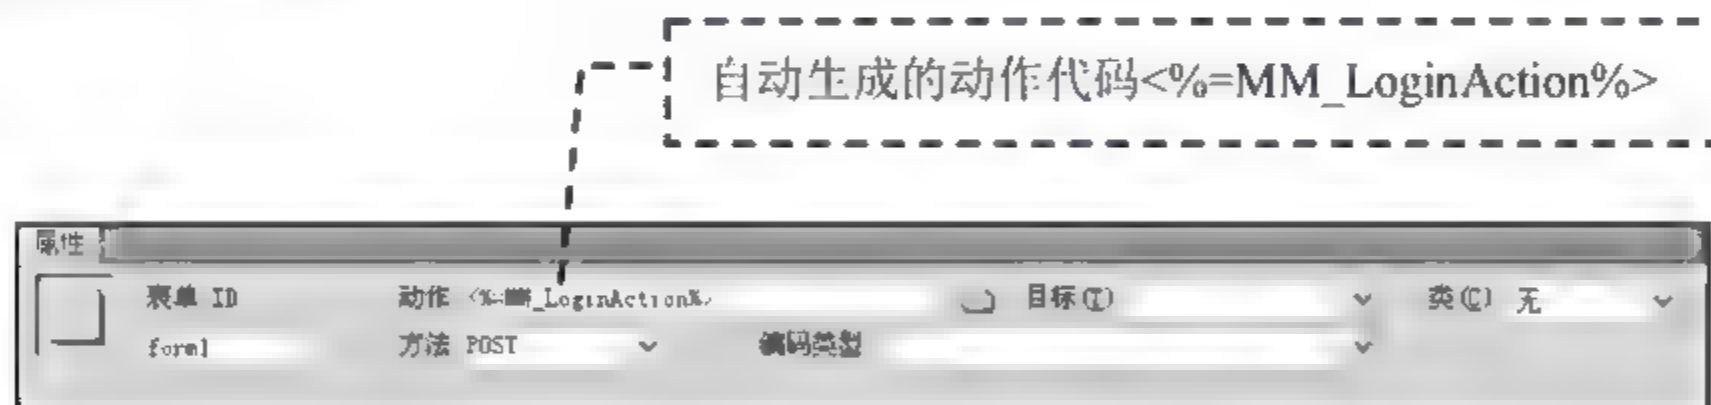 自动生成的动作代码<%=MM_LoginAction%>
属性
表单 ID 动作 <%=MM_LoginAction%> 目标(T) 类(C) 无
form1 方法 POST 编码类型